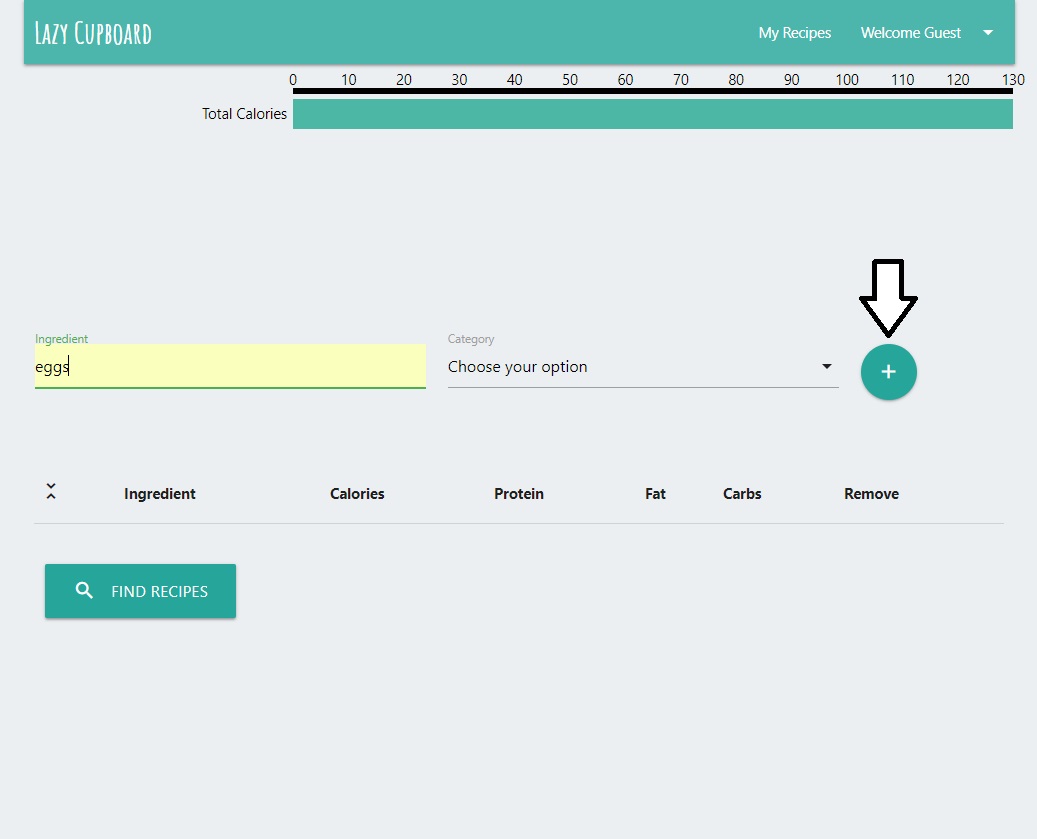 Lazy Cupboard My Recipes Welcome Guest
0 10 20 30 40 50 60 70 80 90 100 110 120 130
Total Calories
Ingredient Category
eggs Choose your option +
Ingredient Calories Protein Fat Carbs Remove
FIND RECIPES